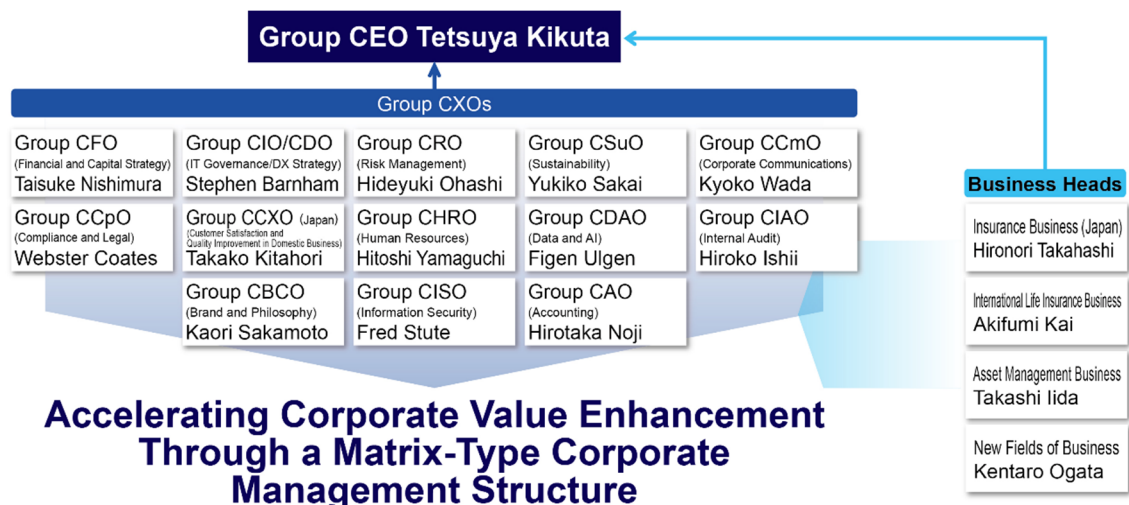 Group CEO Tetsuya Kikuta
Group CXOs
Group CFO
(Financial and Capital Strategy)
Taisuke Nishimura
Group CIO/CDO
(IT Governance/DX Strategy)
Stephen Barnham
Group CRO
(Risk Management)
Hideyuki Ohashi
Group CSuO
(Sustainability)
Yukiko Sakai
Group CCmO
(Corporate Communications)
Kyoko Wada
Group CCpO
(Compliance and Legal)
Webster Coates
Group CCXO (Japan)
(Customer Satisfaction and
Quality Improvement in Domestic Business)
Takako Kitahori
Group CHRO
(Human Resources)
Hitoshi Yamaguchi
Group CDAO
(Data and AI)
Figen Ulgen
Group CIAO
(Internal Audit)
Hiroko Ishii
Group CBCO
(Brand and Philosophy)
Kaori Sakamoto
Group CISO
(Information Security)
Fred Stute
Group CAO
(Accounting)
Hirotaka Noji
Business Heads
Insurance Business (Japan)
Hironori Takahashi
International Life Insurance Business
Akifumi Kai
Asset Management Business
Takashi Iida
New Fields of Business
Kentaro Ogata
Accelerating Corporate Value Enhancement
Through a Matrix-Type Corporate
Management Structure